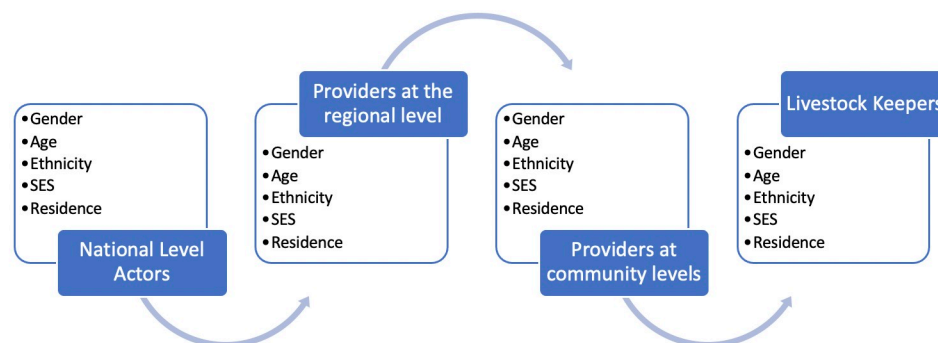 • Gender
• Age
• Ethnicity
• SES
• Residence
National Level
Actors
Providers at the
regional level
• Gender
• Age
• Ethnicity
• SES
• Residence
• Gender
• Age
• Ethnicity
• SES
• Residence
Providers at
community levels
Livestock Keepers
• Gender
• Age
• Ethnicity
• SES
• Residence